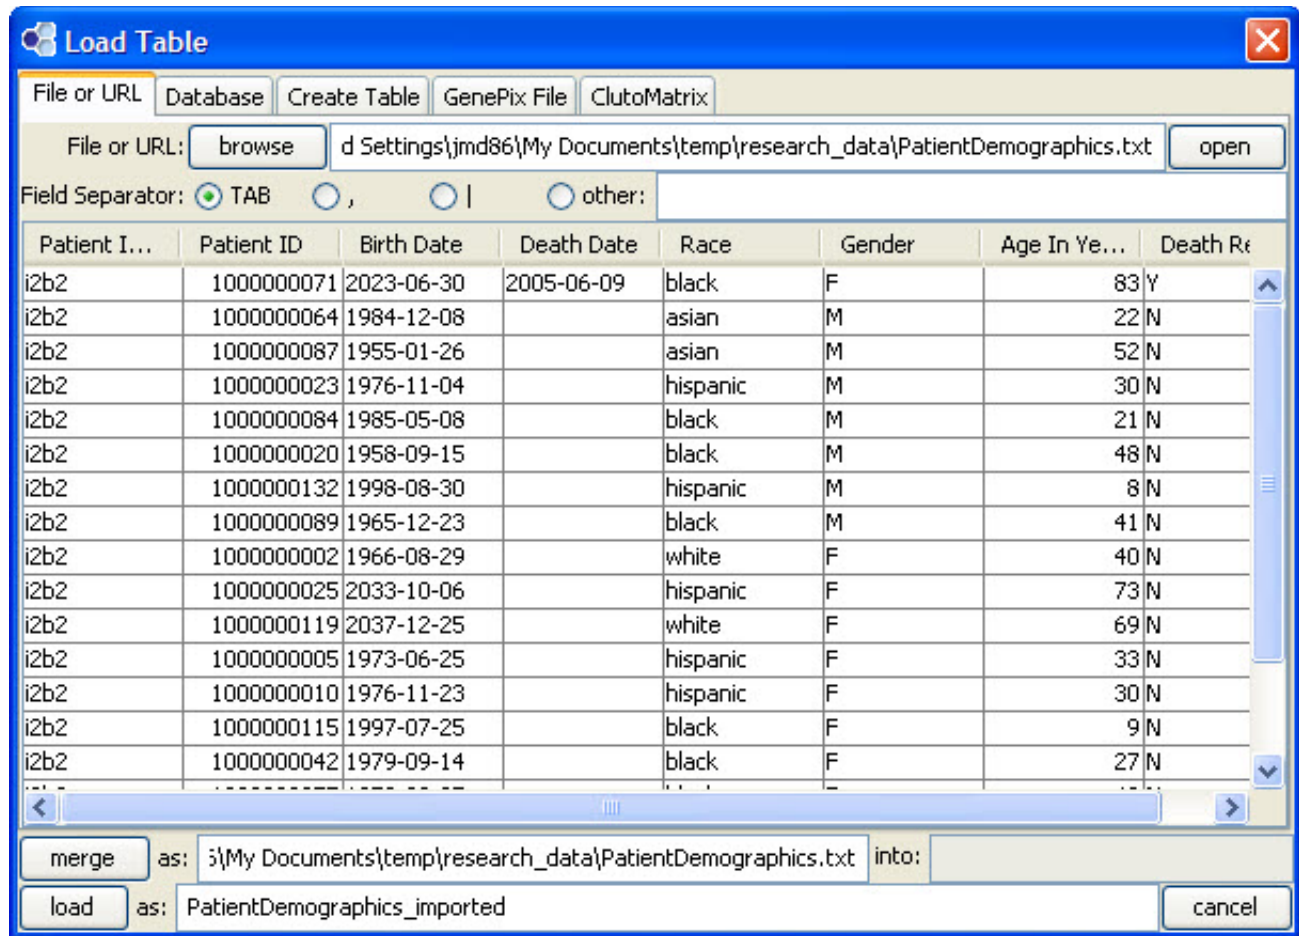 Load Table
File or URL Database Create Table GenePix File ClutoMatrix
File or URL: browse d Settings\jmd86\My Documents\temp\research_data\PatientDemographics.txt open
Field Separator: TAB , | other:
Patient I... Patient ID Birth Date Death Date Race Gender Age In Ye... Death Re
i2b2 1000000071 2023-06-30 2005-06-09 black F 83 Y
i2b2 1000000064 1984-12-08 asian M 22 N
i2b2 1000000087 1955-01-26 asian M 52 N
i2b2 1000000023 1976-11-04 hispanic M 30 N
i2b2 1000000084 1985-05-08 black M 21 N
i2b2 1000000020 1958-09-15 black M 48 N
i2b2 1000000132 1998-08-30 hispanic M 8 N
i2b2 1000000089 1965-12-23 black M 41 N
i2b2 1000000002 1966-08-29 white F 40 N
i2b2 1000000025 2033-10-06 hispanic F 73 N
i2b2 1000000119 2037-12-25 white F 69 N
i2b2 1000000005 1973-06-25 hispanic F 33 N
i2b2 1000000010 1976-11-23 hispanic F 30 N
i2b2 1000000115 1997-07-25 black F 9 N
i2b2 1000000042 1979-09-14 black F 27 N
merge as: \My Documents\temp\research_data\PatientDemographics.txt into:
load as: PatientDemographics_imported cancel